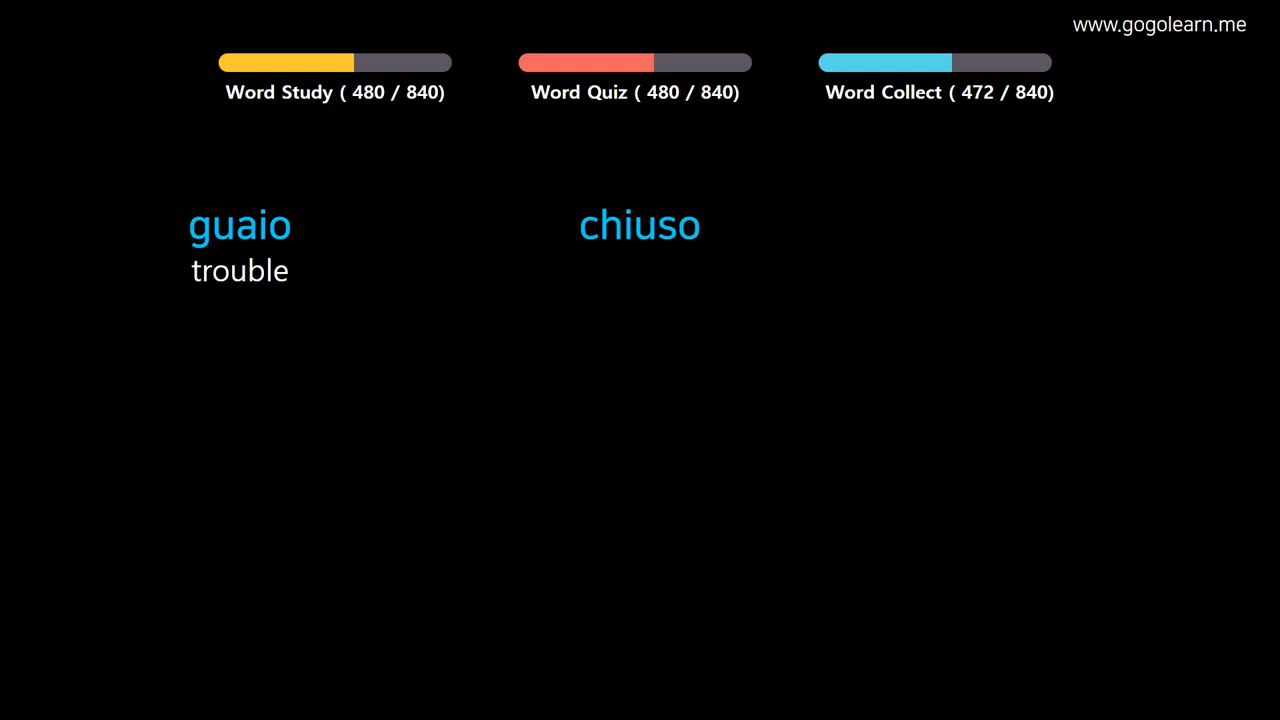 www.gogolearn.me
Word Study ( 480 / 840)
Word Quiz ( 480 / 840)
Word Collect ( 472 / 840)
guaio
trouble
chiuso